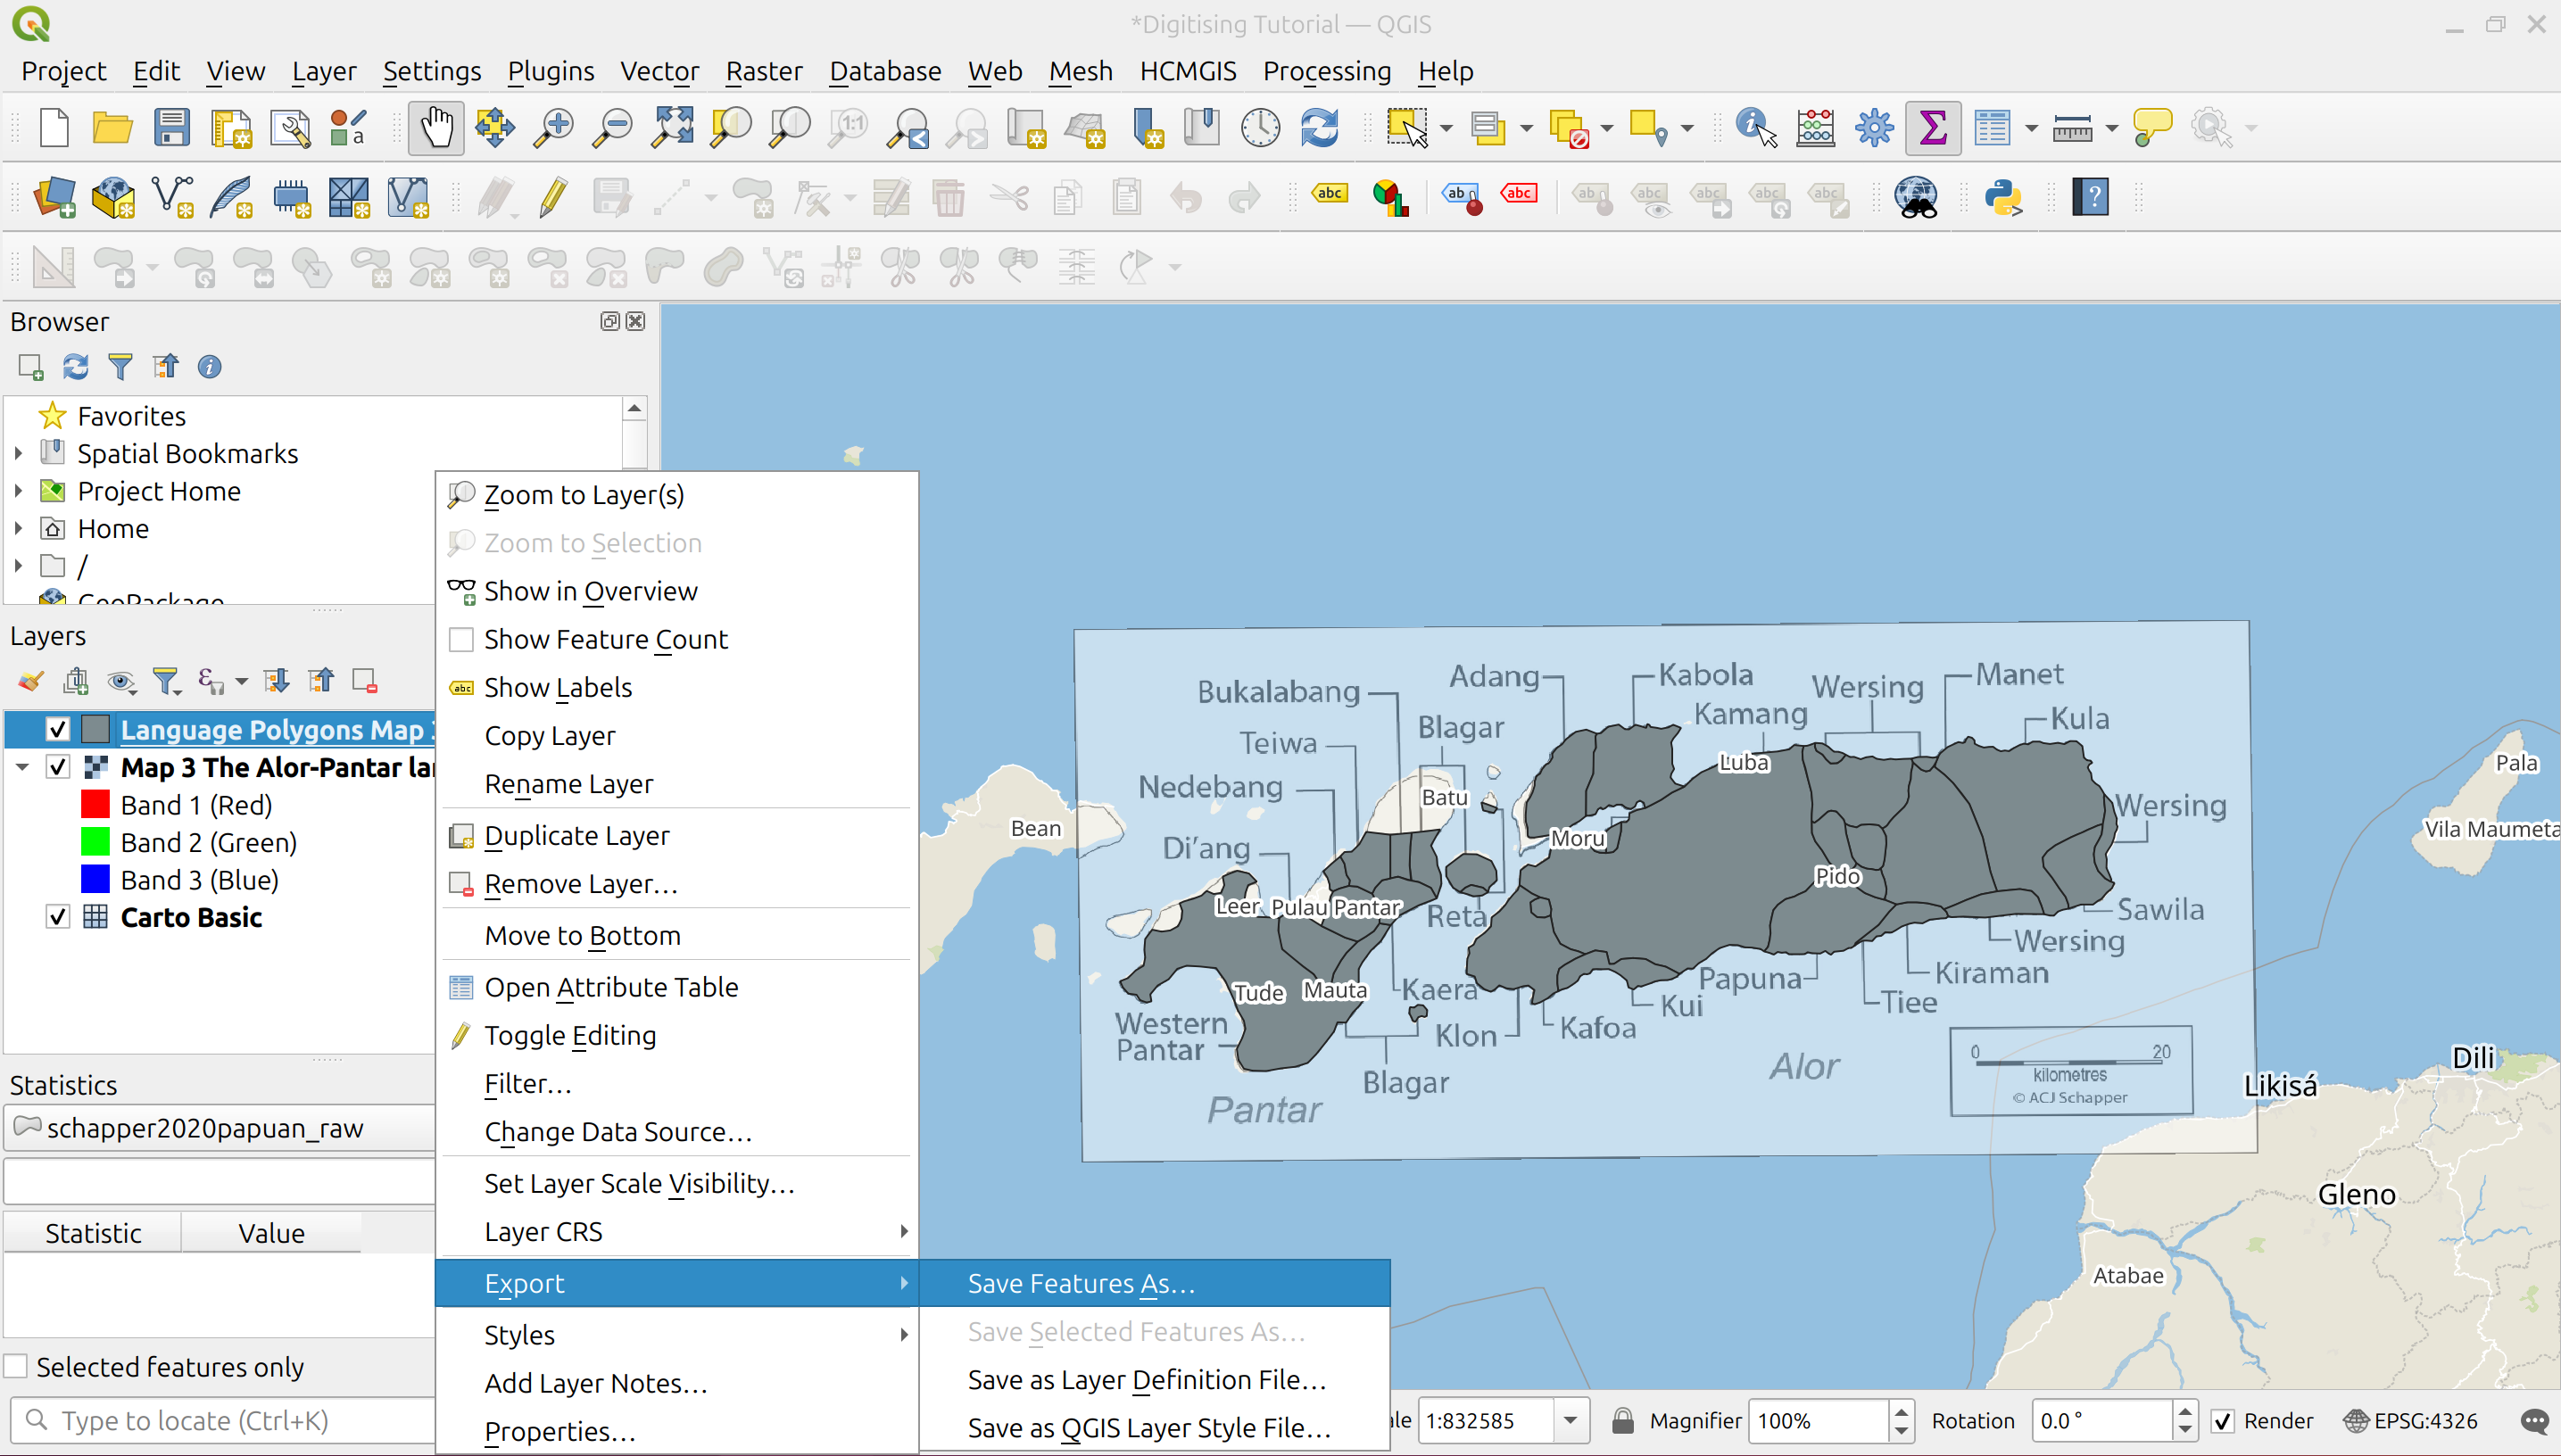 *Digitising Tutorial — QGIS
Project Edit View Layer Settings Plugins Vector Raster Database Web Mesh HCMGIS Processing Help
Browser
Favorites
Spatial Bookmarks
Project Home
Home
/
GeoPackage
Layers
Language Polygons Map
Map 3 The Alor-Pantar la
Band 1 (Red)
Band 2 (Green)
Band 3 (Blue)
Carto Basic
Statistics
schapper2020papuan_raw
Statistic Value
Selected features only
Type to locate (Ctrl+K)
Zoom to Layer(s)
Zoom to Selection
Show in Overview
Show Feature Count
Show Labels
Copy Layer
Rename Layer
Duplicate Layer
Remove Layer…
Move to Bottom
Open Attribute Table
Toggle Editing
Filter…
Change Data Source…
Set Layer Scale Visibility…
Layer CRS
Export
Styles
Add Layer Notes…
Properties…
Save Features As…
Save Selected Features As…
Save as Layer Definition File…
Save as QGIS Layer Style File…
Bukalabang
Adang
Kabola
Wersing
Manet
Teiwa
Blagar
Kamang
Kula
Nedebang
Batu
Luba
Pala
Bean
Di'ang
Moru
Wersing
Vila Maumeta
Leer
Pulau Pantar
Reta
Pido
Sawila
Wersing
Tude
Mauta
Kaera
Papuna
Kiraman
Western
Pantar
Klon
Kafoa
Kui
Tiee
Blagar
Alor
Pantar
0 20
kilometres
© ACJ Schapper
Dili
Likisá
Gleno
Atabae
le 1:832585 Magnifier 100% Rotation 0.0 ° Render EPSG:4326